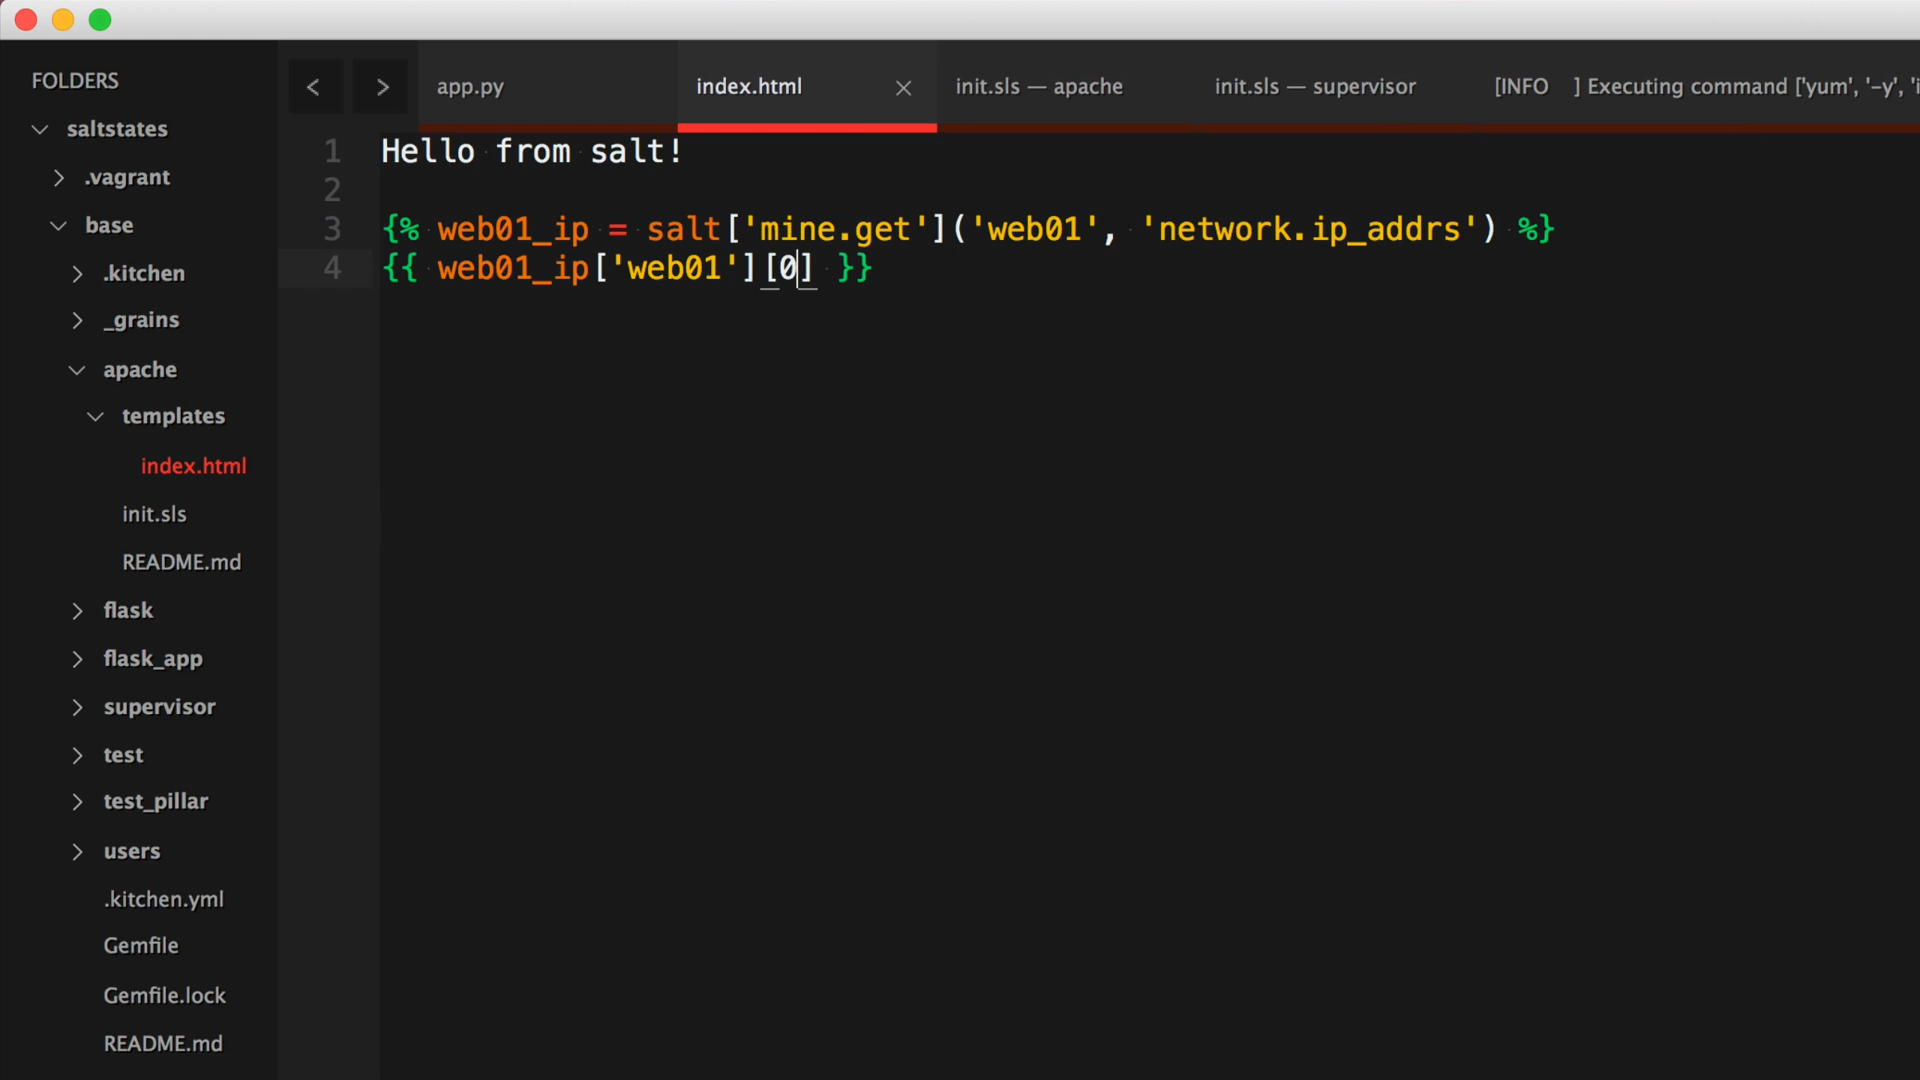 FOLDERS
saltstates
.vagrant
base
.kitchen
_grains
apache
templates
index.html
init.sls
README.md
flask
flask_app
supervisor
test
test_pillar
users
.kitchen.yml
Gemfile
Gemfile.lock
README.md
< > app.py index.html × init.sls — apache init.sls — supervisor [INFO ] Executing command ['yum', '-y', 'i
1 Hello from salt!
2
3 {% web01_ip = salt['mine.get']('web01', 'network.ip_addrs') %}
4 {{ web01_ip['web01'][0] }}